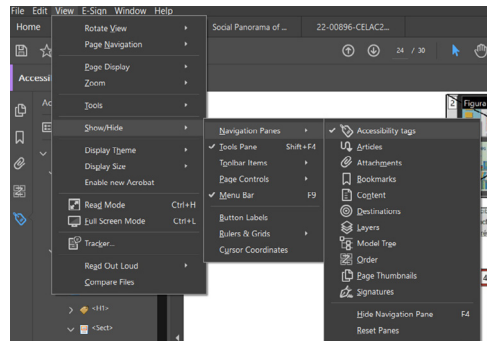 File Edit View E-Sign Window Help
Home
Social Panorama of ...
22-00896-CELAC2...
24 / 30
Accessi
Rotate View
Page Navigation
Page Display
Zoom
Tools
Show/Hide
Display Theme
Display Size
Enable new Acrobat
Read Mode Ctrl+H
Full Screen Mode Ctrl+L
Tracker...
Read Out Loud
Compare Files
Navigation Panes
Tools Pane Shift+F4
Toolbar Items
Page Controls
Menu Bar F9
Button Labels
Rulers & Grids
Cursor Coordinates
Accessibility tags
Articles
Attachments
Bookmarks
Content
Destinations
Layers
Model Tree
Order
Page Thumbnails
Signatures
Hide Navigation Pane F4
Reset Panes
2 Figura
<H1>
<Sect>